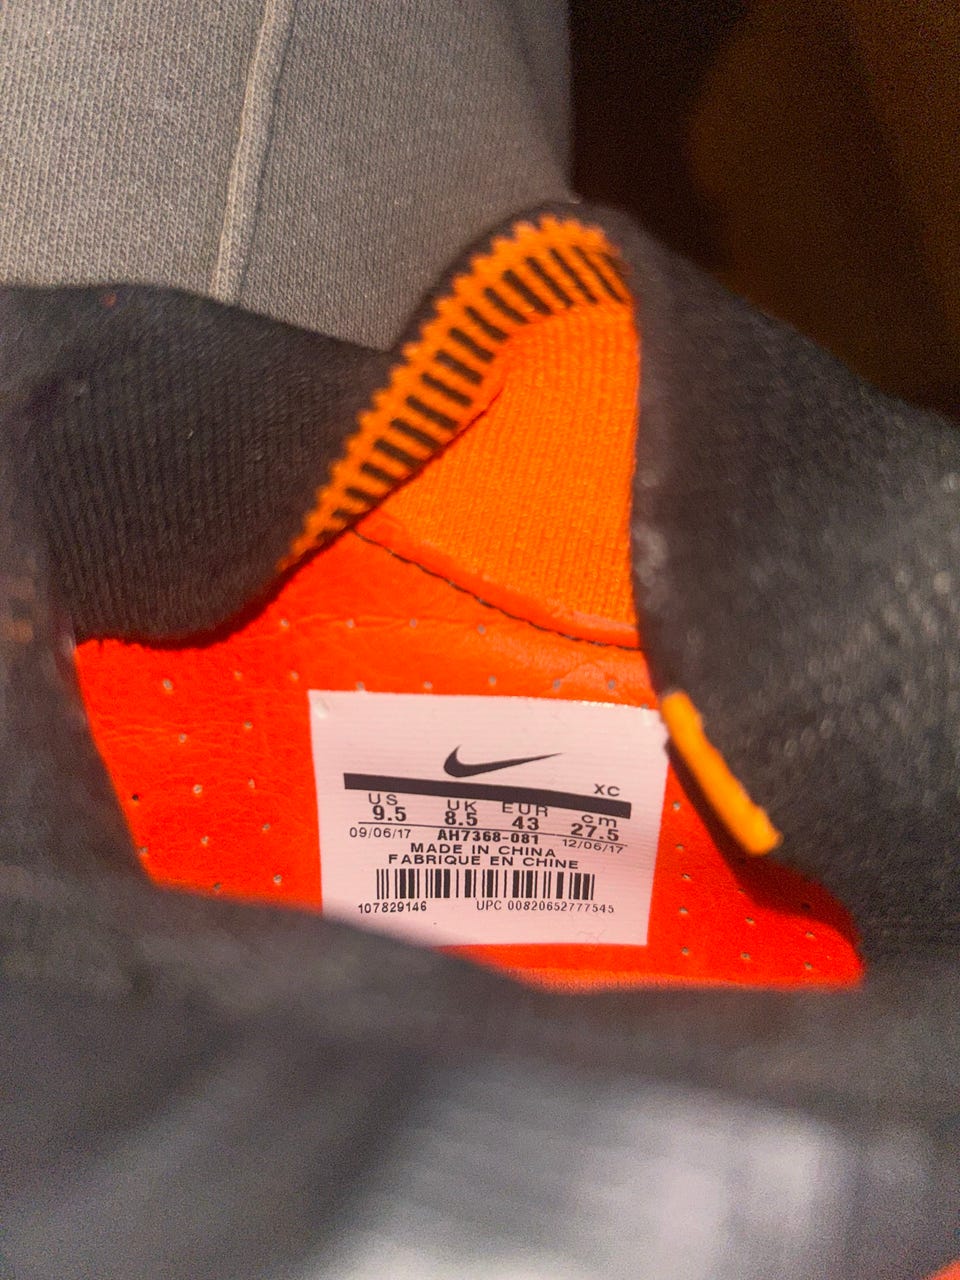 XC
US UK EUR cm
9.5 8.5 43 27.5
09/06/17 AH7368-081 12/06/17
MADE IN CHINA
FABRIQUE EN CHINE
107829146 UPC 00820652777545